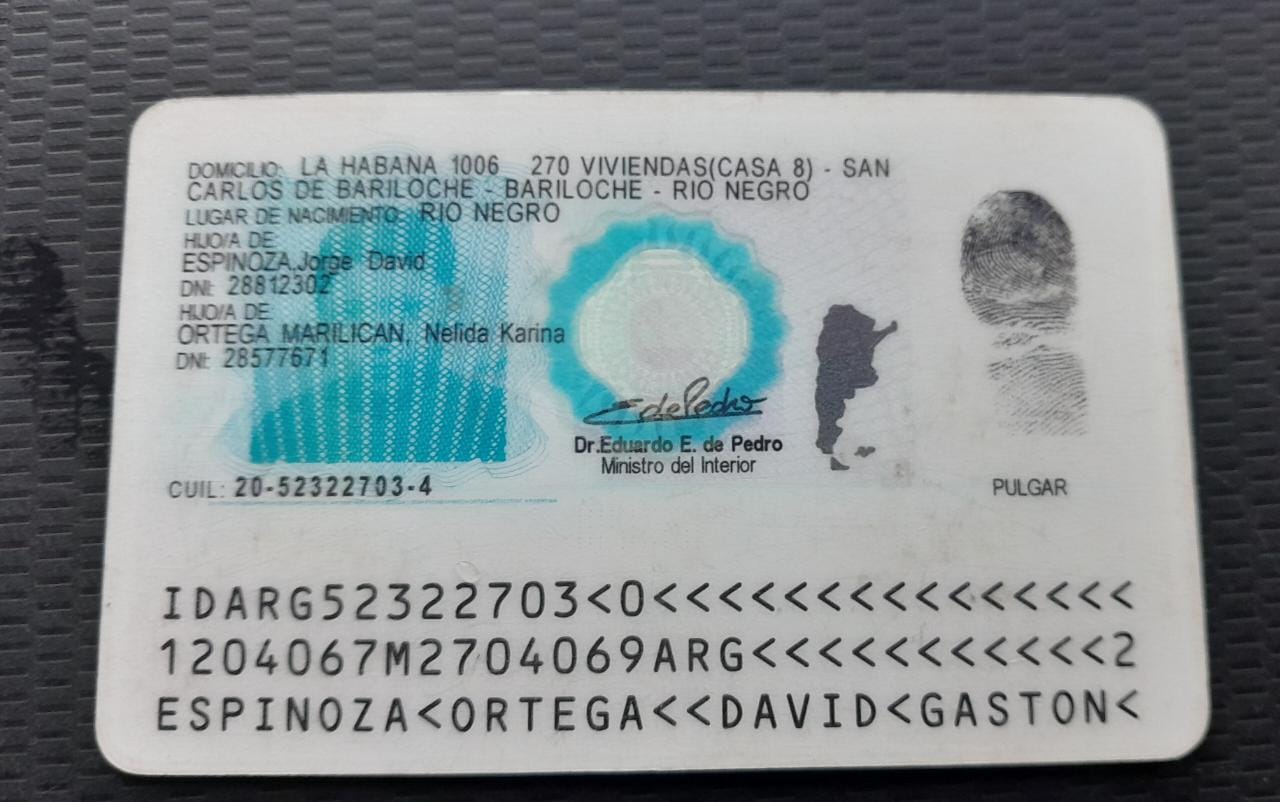 DOMICILIO: LA HABANA 1006 270 VIVIENDAS(CASA 8) - SAN
CARLOS DE BARILOCHE - BARILOCHE - RIO NEGRO
LUGAR DE NACIMIENTO: RIO NEGRO
HIJO/A DE:
ESPINOZA,Jorge David
DNI: 28812302
HIJO/A DE:
ORTEGA MARILICAN, Nelida Karina
DNI: 28577671
E de Pedro
Dr.Eduardo E. de Pedro
Ministro del Interior
CUIL: 20-52322703-4
PULGAR
IDARG52322703<0<<<<<<<<<<<<<<<
1204067M2704069ARG<<<<<<<<<<<2
ESPINOZA<ORTEGA<<DAVID<GASTON<